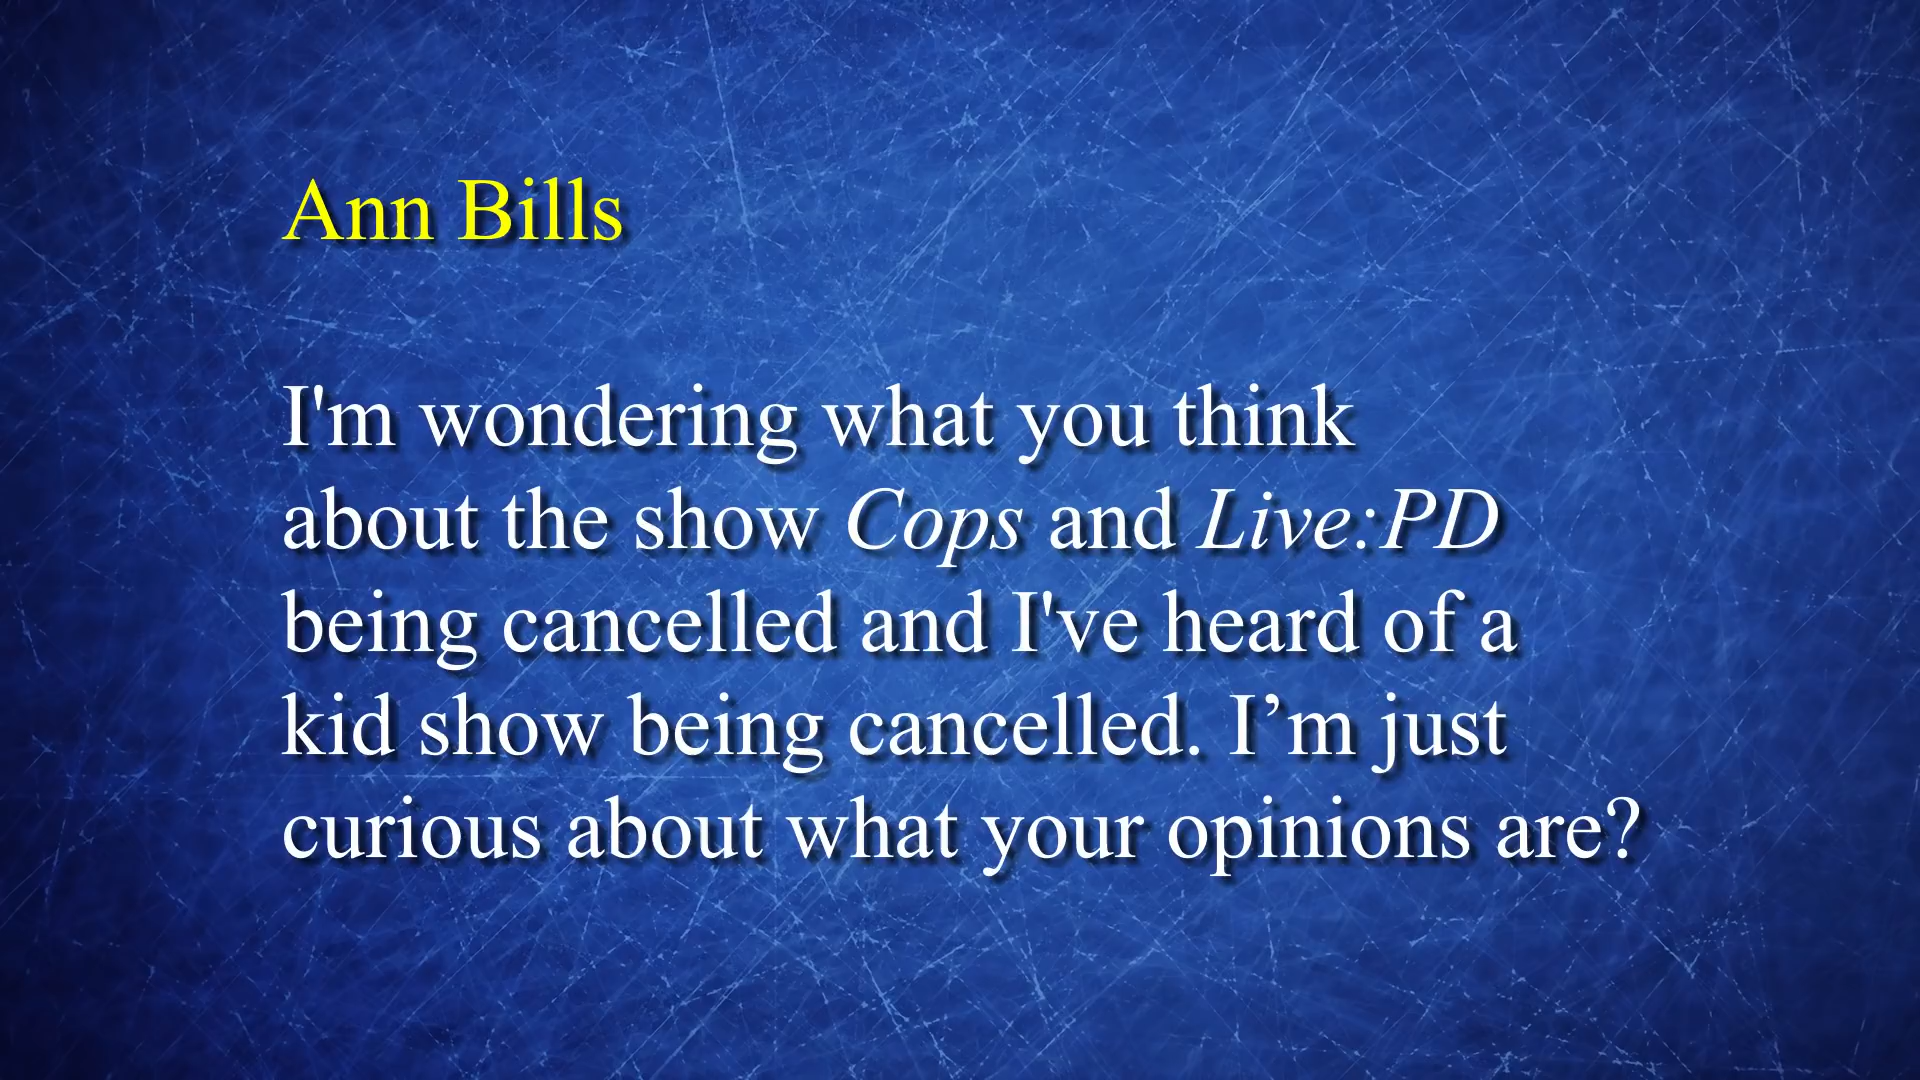 Ann Bills
I'm wondering what you think
about the show Cops and Live:PD
being cancelled and I've heard of a
kid show being cancelled. I’m just
curious about what your opinions are?